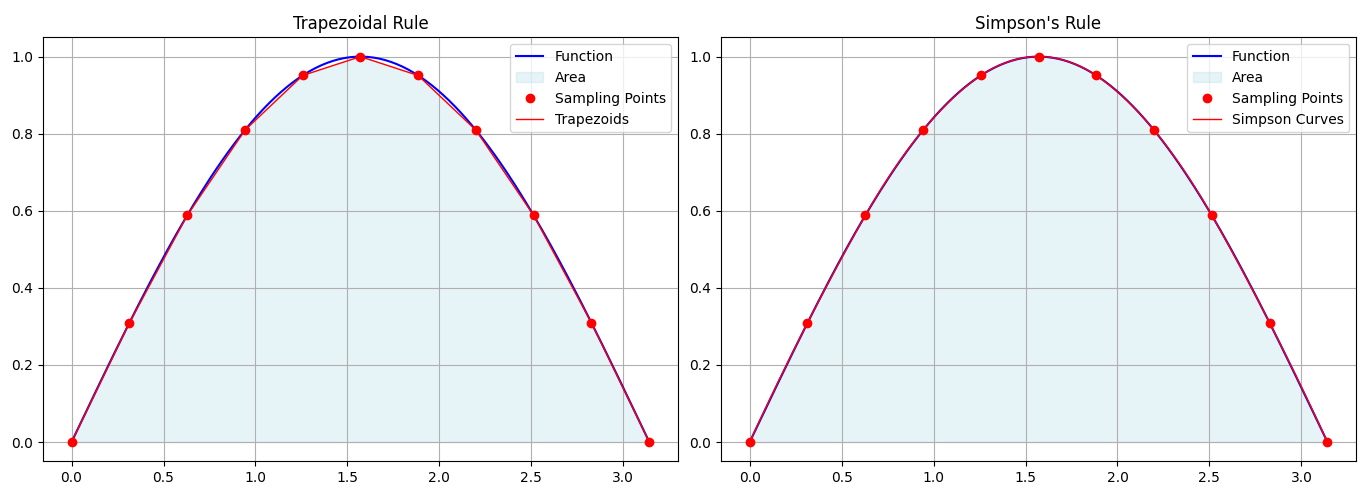 Trapezoidal Rule
Function
Area
Sampling Points
Trapezoids
1.0
0.8
0.6
0.4
0.2
0.0
0.0 0.5 1.0 1.5 2.0 2.5 3.0
Simpson's Rule
Function
Area
Sampling Points
Simpson Curves
1.0
0.8
0.6
0.4
0.2
0.0
0.0 0.5 1.0 1.5 2.0 2.5 3.0